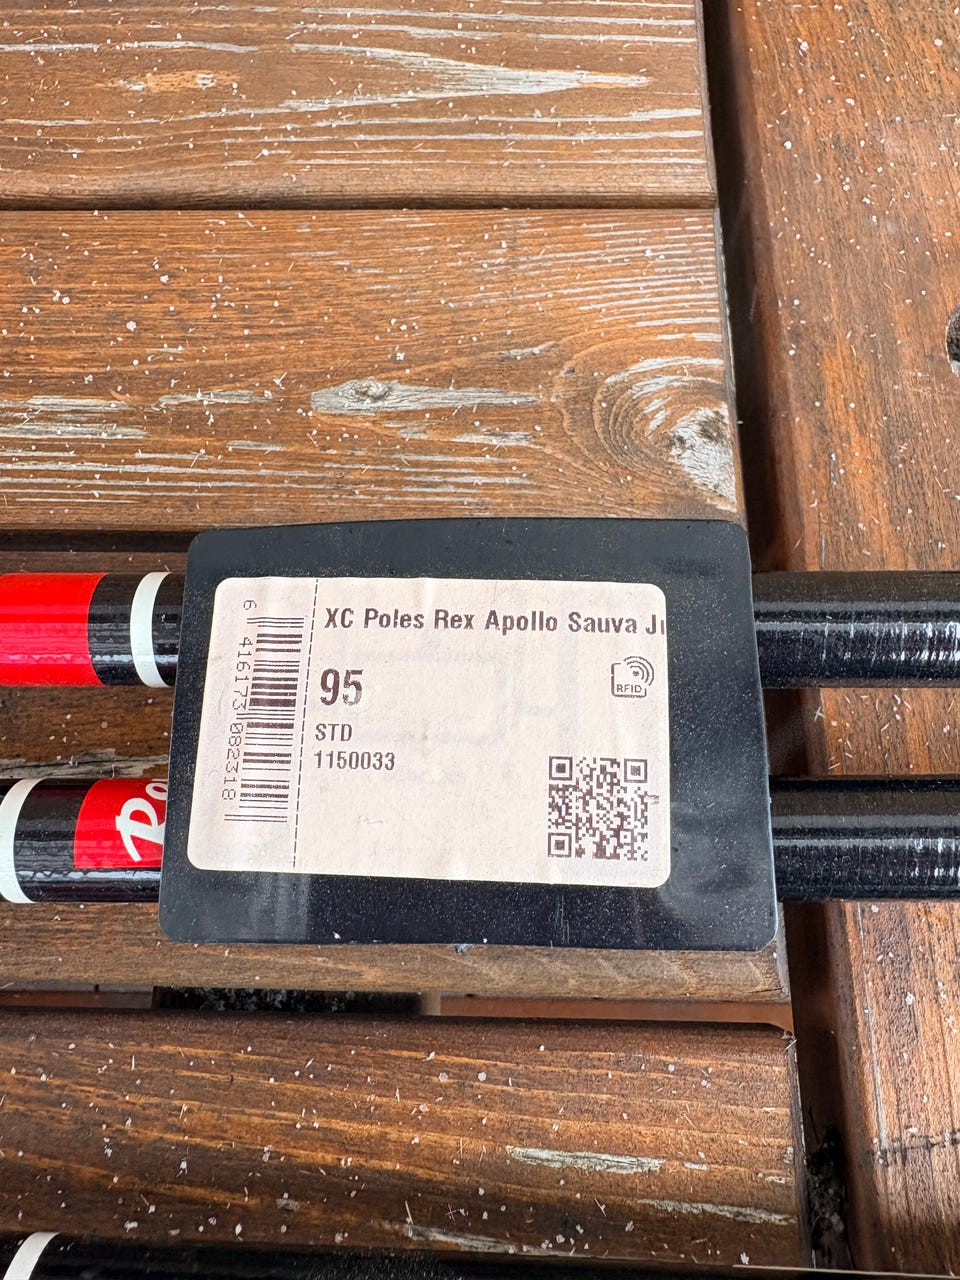 XC Poles Rex Apollo Sauva
95
RFID
STD
1150033
6 416173 082318